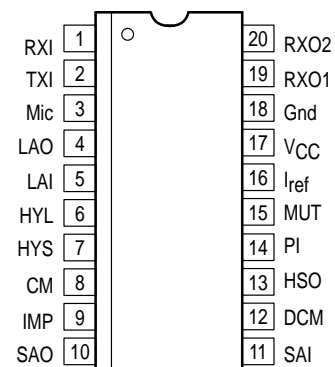 RXI 1 20 RXO2
TXI 2 19 RXO1
Mic 3 18 Gnd
LAO 4 17 VCC
LAI 5 16 Iref
HYL 6 15 MUT
HYS 7 14 PI
CM 8 13 HSO
IMP 9 12 DCM
SAO 10 11 SAI